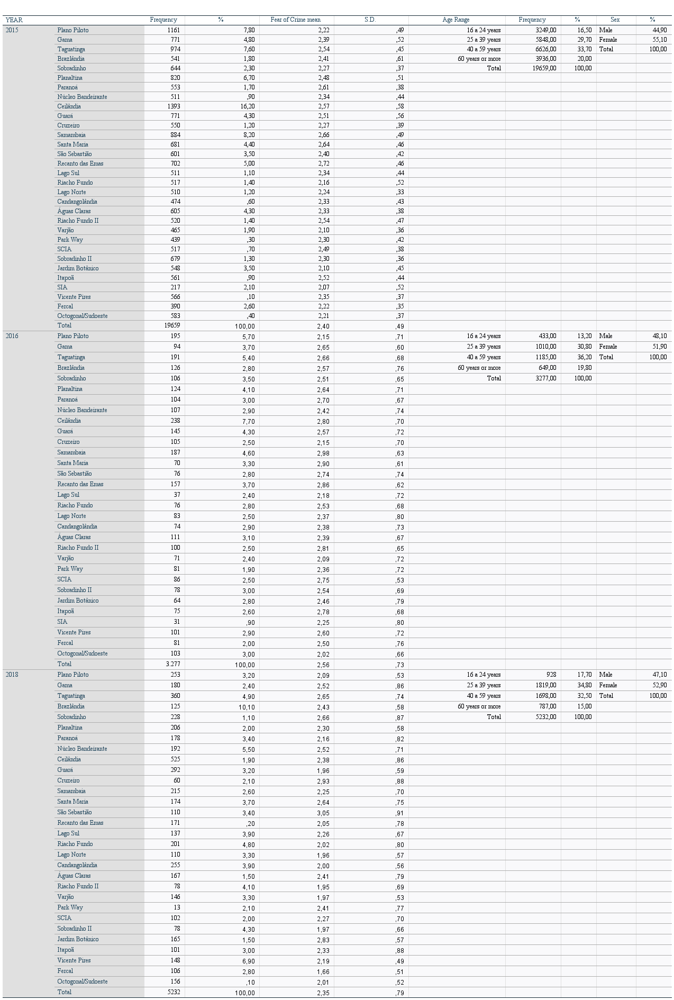 YEAR Frequency % Fear of Crime mean S.D. Age Range Frequency % Sex %
2015 Plano Piloto 1161 7,80 2,22 ,49 16 a 24 years 3249,00 16,50 Male 44,90
Gama 771 4,80 2,39 ,52 25 a 39 years 5848,00 29,70 Female 55,10
Taguatinga 974 7,60 2,54 ,45 40 a 59 years 6626,00 33,70 Total 100,00
Brazlândia 541 1,80 2,41 ,61 60 years or more 3936,00 20,00
Sobradinho 644 2,30 2,27 ,37 Total 19659,00 100,00
Planaltina 820 6,70 2,48 ,51
Paranoá 553 1,70 2,61 ,38
Núcleo Bandeirante 511 ,90 2,34 ,44
Ceilândia 1393 16,20 2,57 ,58
Guará 771 4,30 2,51 ,56
Cruzeiro 550 1,20 2,27 ,39
Samambaia 884 8,20 2,66 ,49
Santa Maria 681 4,40 2,64 ,46
São Sebastião 601 3,50 2,40 ,42
Recanto das Emas 702 5,00 2,72 ,46
Lago Sul 511 1,10 2,34 ,44
Riacho Fundo 517 1,40 2,16 ,52
Lago Norte 510 1,20 2,24 ,33
Candangolândia 474 ,60 2,33 ,43
Águas Claras 605 4,30 2,33 ,38
Riacho Fundo II 520 1,40 2,54 ,47
Varjão 465 1,90 2,10 ,36
Park Way 439 ,30 2,30 ,42
SCIA 517 ,70 2,49 ,38
Sobradinho II 679 1,30 2,30 ,36
Jardim Botânico 548 3,50 2,10 ,45
Itapoã 561 ,90 2,52 ,44
SIA 217 2,10 2,07 ,52
Vicente Pires 566 ,10 2,35 ,37
Fercal 390 2,60 2,22 ,35
Octogonal/Sudoeste 583 ,40 2,21 ,37
Total 19659 100,00 2,40 ,49
2016 Plano Piloto 195 5,70 2,15 ,71 16 a 24 years 433,00 13,20 Male 48,10
Gama 94 3,70 2,65 ,60 25 a 39 years 1010,00 30,80 Female 51,90
Taguatinga 191 5,40 2,66 ,68 40 a 59 years 1185,00 36,20 Total 100,00
Brazlândia 126 2,80 2,57 ,76 60 years or more 649,00 19,80
Sobradinho 106 3,50 2,51 ,65 Total 3277,00 100,00
Planaltina 124 4,10 2,64 ,71
Paranoá 104 3,00 2,70 ,67
Núcleo Bandeirante 107 2,90 2,42 ,74
Ceilândia 238 7,70 2,80 ,70
Guará 145 4,30 2,57 ,72
Cruzeiro 105 2,50 2,15 ,70
Samambaia 187 4,60 2,98 ,63
Santa Maria 70 3,30 2,90 ,61
São Sebastião 76 2,80 2,74 ,74
Recanto das Emas 157 3,70 2,86 ,62
Lago Sul 37 2,40 2,18 ,72
Riacho Fundo 76 2,80 2,53 ,68
Lago Norte 83 2,50 2,37 ,80
Candangolândia 74 2,90 2,38 ,73
Águas Claras 111 3,10 2,39 ,67
Riacho Fundo II 100 2,50 2,81 ,65
Varjão 71 2,40 2,09 ,72
Park Way 81 1,90 2,36 ,72
SCIA 86 2,50 2,75 ,53
Sobradinho II 78 3,00 2,54 ,69
Jardim Botânico 64 2,80 2,46 ,79
Itapoã 75 2,60 2,78 ,68
SIA 31 ,90 2,25 ,80
Vicente Pires 101 2,90 2,60 ,72
Fercal 81 2,00 2,50 ,76
Octogonal/Sudoeste 103 3,00 2,02 ,66
Total 3.277 100,00 2,56 ,73
2018 Plano Piloto 253 3,20 2,09 ,53 16 a 24 years 928 17,70 Male 47,10
Gama 180 2,40 2,52 ,86 25 a 39 years 1819,00 34,80 Female 52,90
Taguatinga 360 4,90 2,65 ,74 40 a 59 years 1698,00 32,50 Total 100,00
Brazlândia 125 10,10 2,43 ,58 60 years or more 787,00 15,00
Sobradinho 228 1,10 2,66 ,87 Total 5232,00 100,00
Planaltina 206 2,00 2,30 ,58
Paranoá 178 3,40 2,16 ,82
Núcleo Bandeirante 192 5,50 2,52 ,71
Ceilândia 525 1,90 2,38 ,86
Guará 292 3,20 1,96 ,59
Cruzeiro 60 2,10 2,93 ,88
Samambaia 215 2,60 2,25 ,70
Santa Maria 174 3,70 2,64 ,75
São Sebastião 110 3,40 3,05 ,91
Recanto das Emas 171 ,20 2,05 ,78
Lago Sul 137 3,90 2,26 ,67
Riacho Fundo 201 4,80 2,02 ,80
Lago Norte 110 3,30 1,96 ,57
Candangolândia 255 3,90 2,00 ,56
Águas Claras 167 1,50 2,41 ,79
Riacho Fundo II 78 4,10 1,95 ,69
Varjão 146 3,30 1,97 ,53
Park Way 13 2,10 2,41 ,77
SCIA 102 2,00 2,27 ,70
Sobradinho II 78 4,30 1,97 ,66
Jardim Botânico 165 1,50 2,83 ,57
Itapoã 101 3,00 2,33 ,88
Vicente Pires 148 6,90 2,19 ,49
Fercal 106 2,80 1,66 ,51
Octogonal/Sudoeste 156 ,10 2,01 ,52
Total 5232 100,00 2,35 ,79